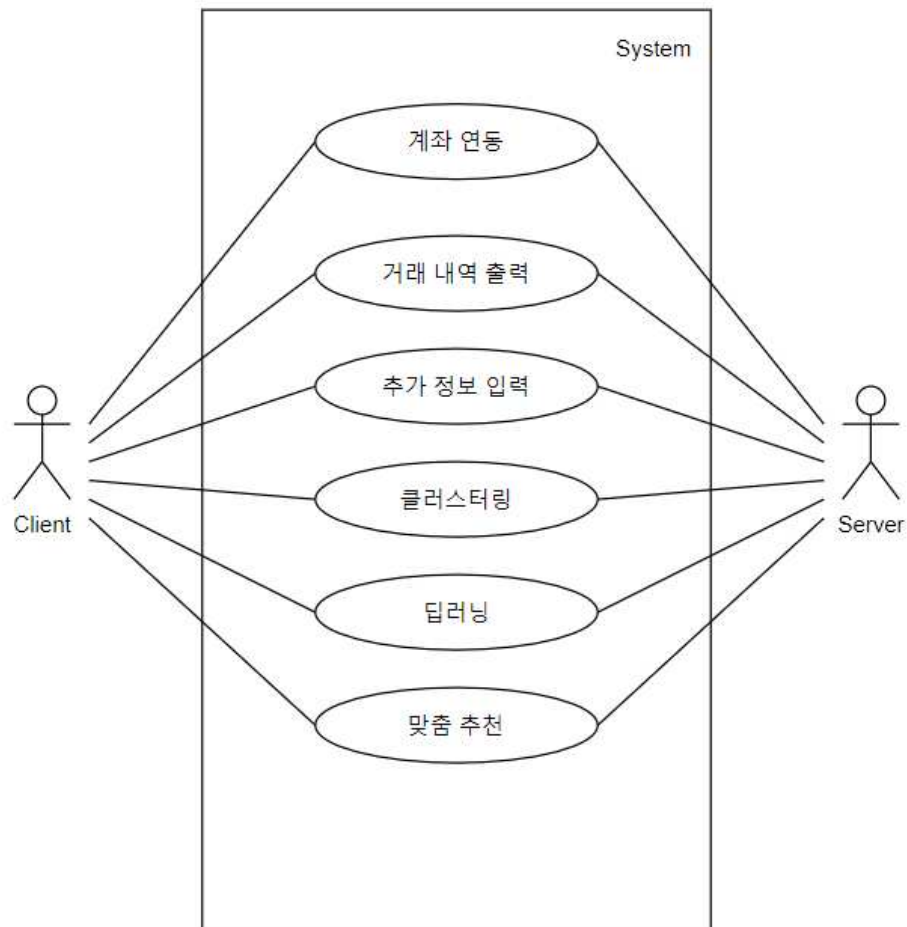 System
계좌 연동
거래 내역 출력
추가 정보 입력
클러스터링
딥러닝
맞춤 추천
Client
Server